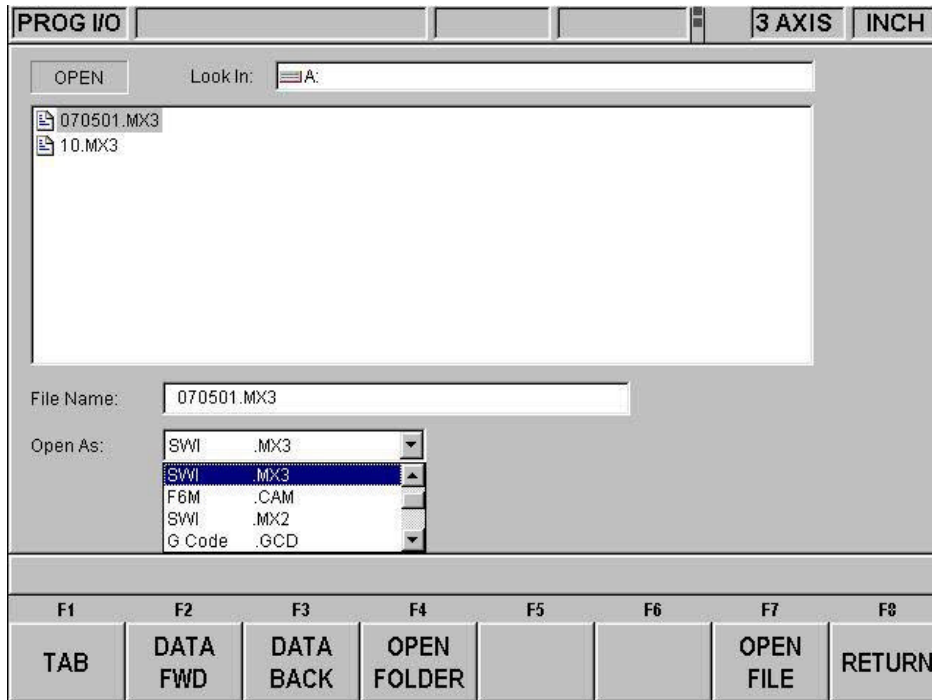 PROG I/O 3 AXIS INCH
OPEN Look In: A:
070501.MX3
10.MX3
File Name: 070501.MX3
Open As: SWI .MX3
SWI .MX3
F6M .CAM
SWI .MX2
G Code .GCD
F1 F2 F3 F4 F5 F6 F7 F8
TAB DATA FWD DATA BACK OPEN FOLDER OPEN FILE RETURN